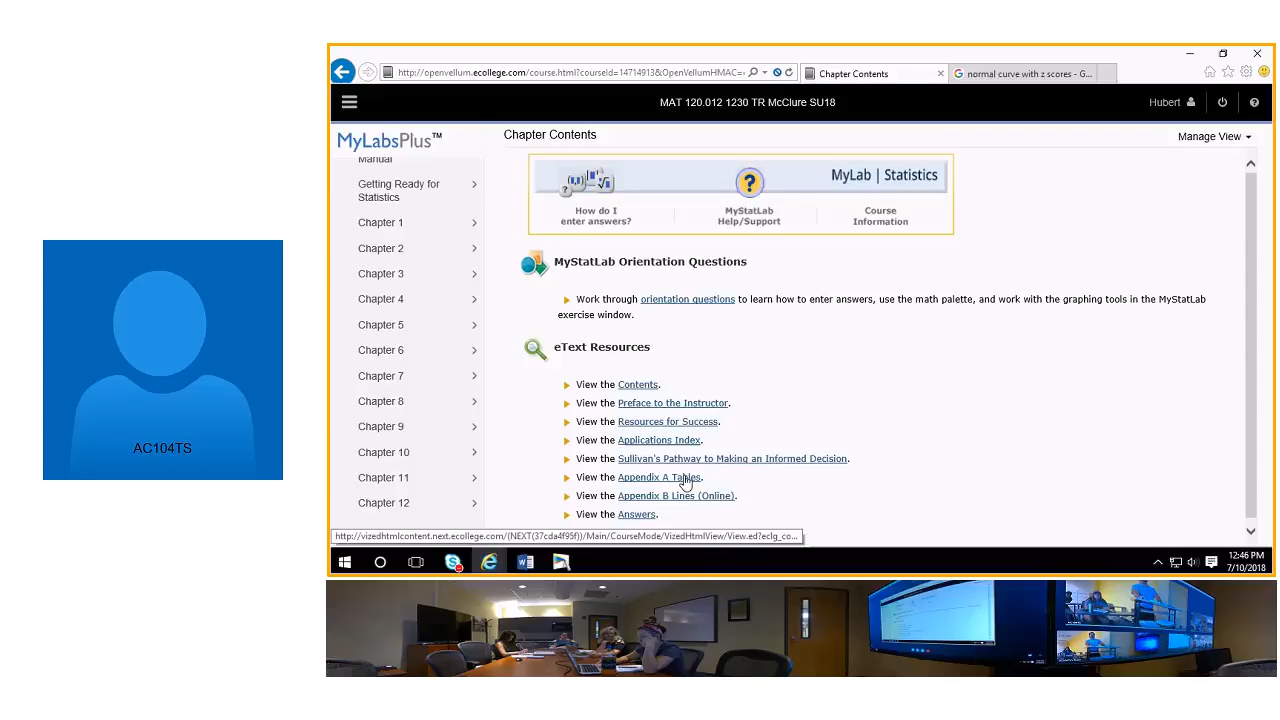 http://openvellum.ecollege.com/course.html?courseId=14714913&OpenVellumHMAC=
Chapter Contents
normal curve with z scores - G...
MAT 120.012 1230 TR McClure SU18
Hubert
MyLabsPlus™
Chapter Contents
Manage View
Manual
Getting Ready for
Statistics
Chapter 1
Chapter 2
Chapter 3
Chapter 4
Chapter 5
Chapter 6
Chapter 7
Chapter 8
Chapter 9
Chapter 10
Chapter 11
Chapter 12
MyLab | Statistics
How do I
enter answers?
MyStatLab
Help/Support
Course
Information
MyStatLab Orientation Questions
Work through orientation questions to learn how to enter answers, use the math palette, and work with the graphing tools in the MyStatLab
exercise window.
eText Resources
View the Contents.
View the Preface to the Instructor.
View the Resources for Success.
View the Applications Index.
View the Sullivan's Pathway to Making an Informed Decision.
View the Appendix A Tables.
View the Appendix B Lines (Online).
View the Answers.
http://vizedhtmlcontent.next.ecollege.com/(NEXT(37cda4f95f))/Main/CourseMode/VizedHtmlView/View.ed?eclg_co...
12:46 PM
7/10/2018
AC104TS